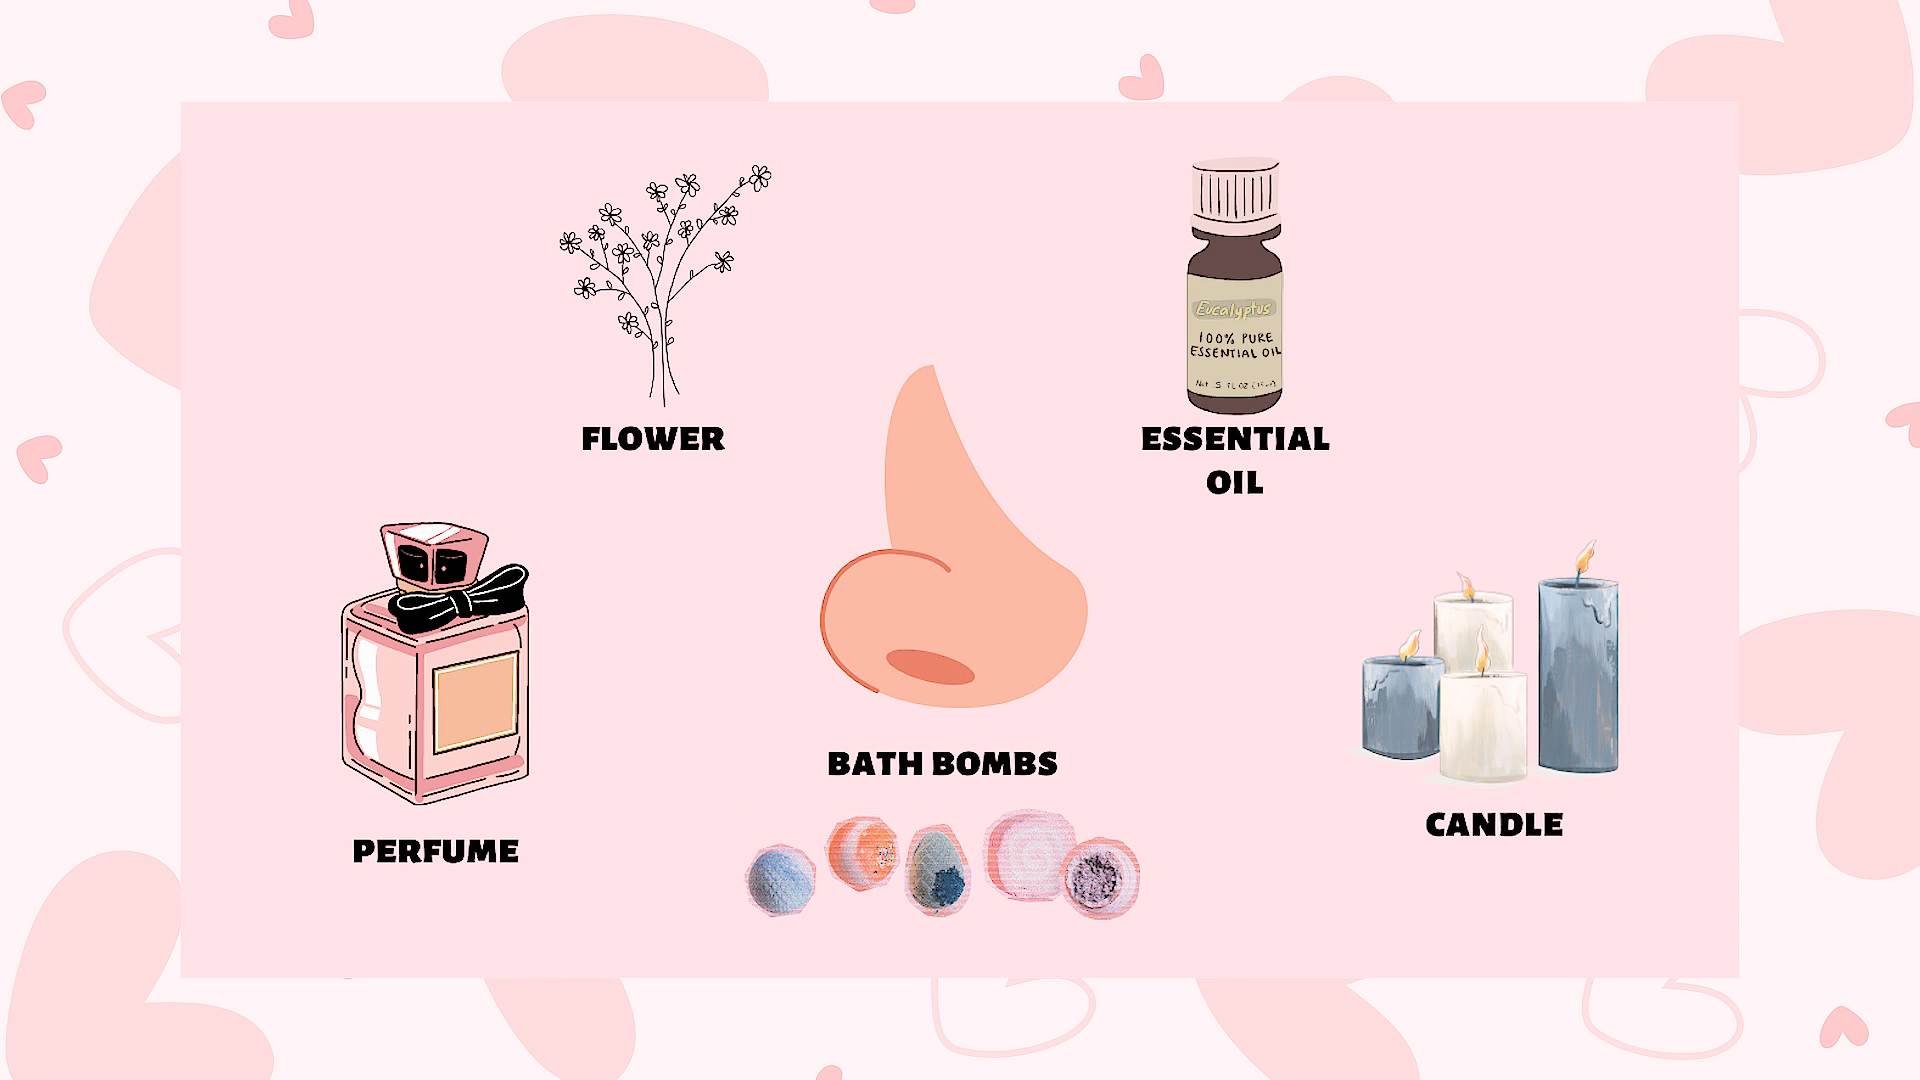 FLOWER
Eucalyptus
100% PURE
ESSENTIAL OIL
ESSENTIAL
OIL
PERFUME
BATH BOMBS
CANDLE